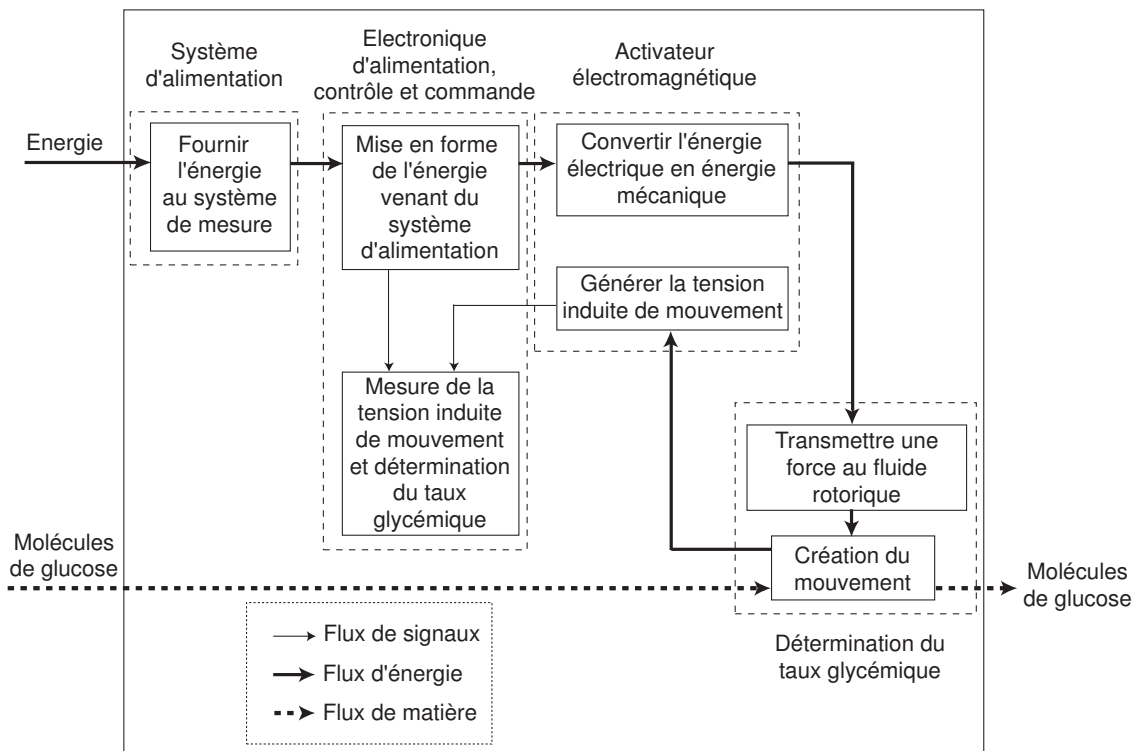 Système
d'alimentation
Electronique
d'alimentation,
contrôle et commande
Activateur
électromagnétique
Energie
Fournir
l'énergie
au système
de mesure
Mise en forme
de l'énergie
venant du
système
d'alimentation
Convertir l'énergie
électrique en énergie
mécanique
Générer la tension
induite de mouvement
Mesure de la
tension induite
de mouvement
et détermination
du taux
glycémique
Transmettre une
force au fluide
rotorique
Création du
mouvement
Molécules
de glucose
Molécules
de glucose
Détermination du
taux glycémique
Flux de signaux
Flux d'énergie
Flux de matière